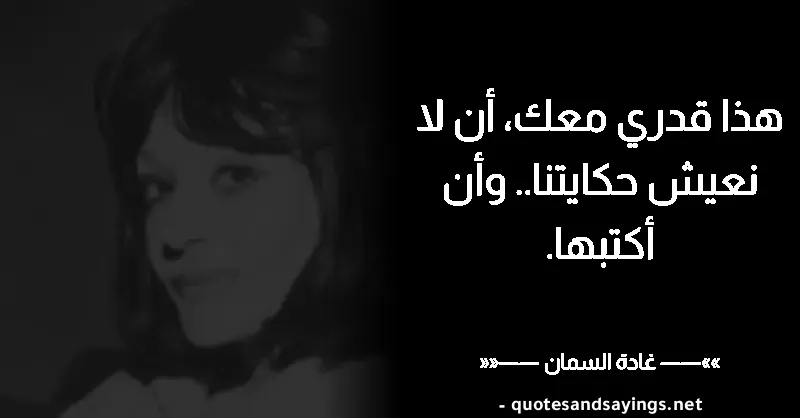 هذا قدري معك، أن لا
نعيش حكايتنا.. وأن
أكتبها.
»»—— غادة السمان ——««
- quotesandsayings.net